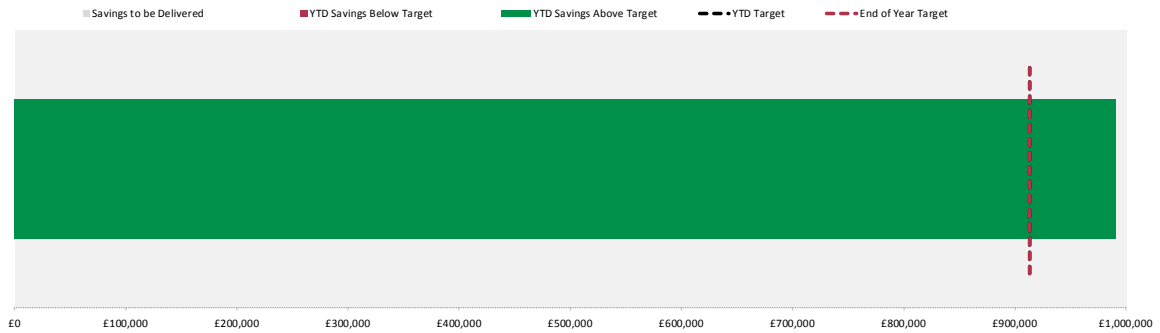 Savings to be Delivered YTD Savings Below Target YTD Savings Above Target YTD Target End of Year Target
£0 £100,000 £200,000 £300,000 £400,000 £500,000 £600,000 £700,000 £800,000 £900,000 £1,000,000